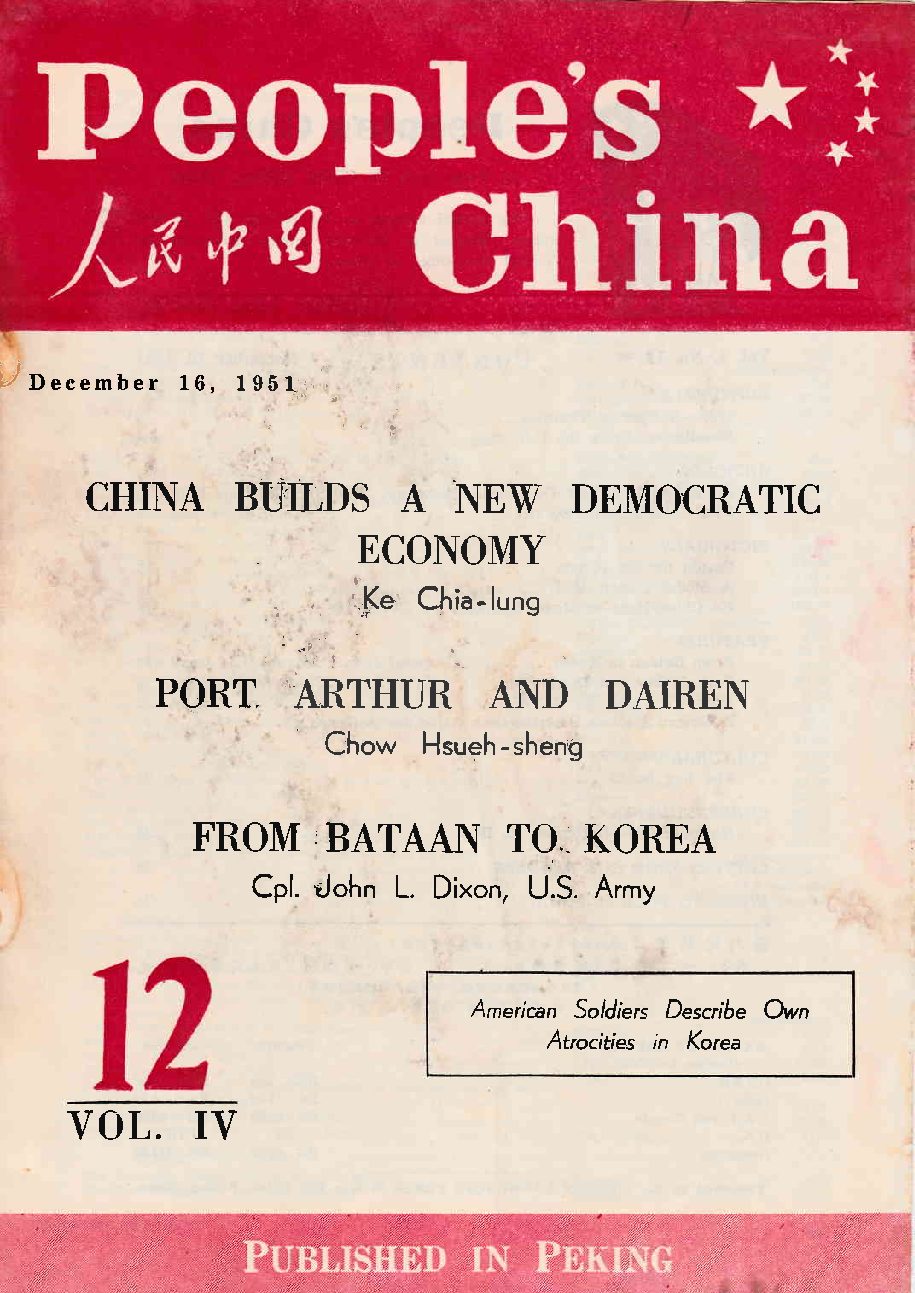 People's
人民中国 China
December 16, 1951
CHINA BUILDS A NEW DEMOCRATIC
ECONOMY
Ke Chia-lung
PORT ARTHUR AND DAIREN
Chow Hsueh-sheng
FROM BATAAN TO KOREA
Cpl. John L. Dixon, U.S. Army
12
VOL. IV
American Soldiers Describe Own
Atrocities in Korea
PUBLISHED IN PEKING